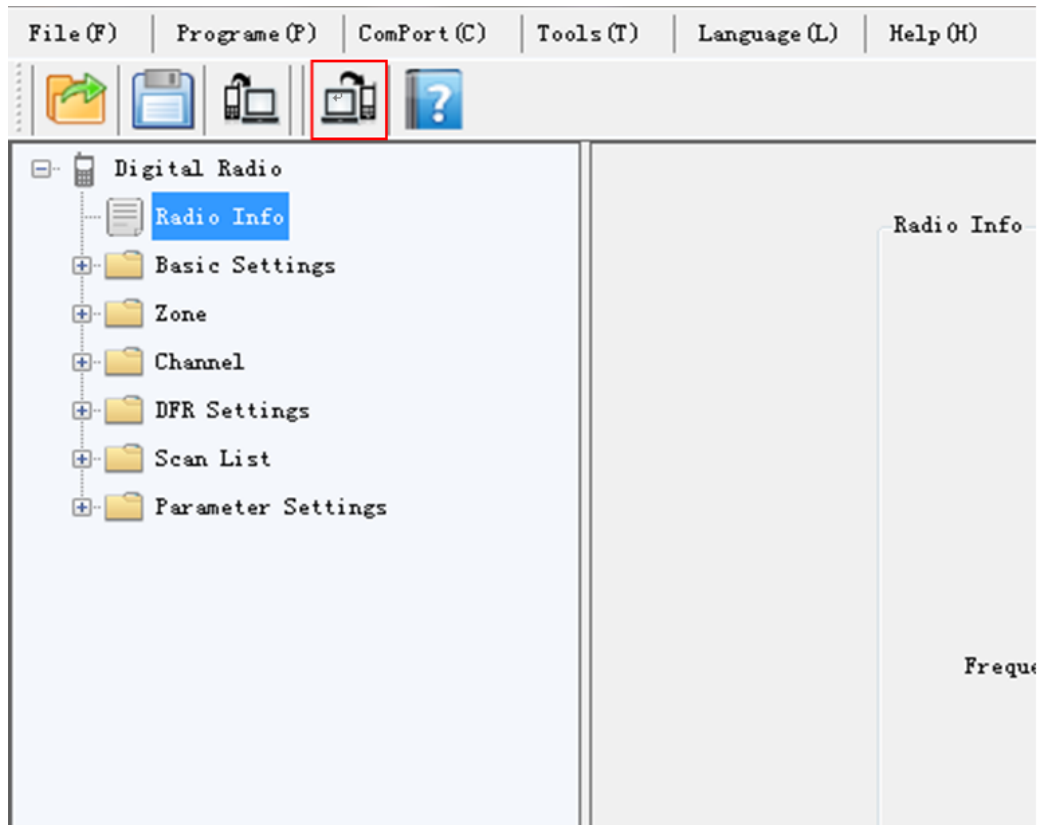 File(F) Programe(P) ComPort(C) Tools(T) Language(L) Help(H)
?
Digital Radio
Radio Info
Basic Settings
Zone
Channel
DFR Settings
Scan List
Parameter Settings
Radio Info
Freque